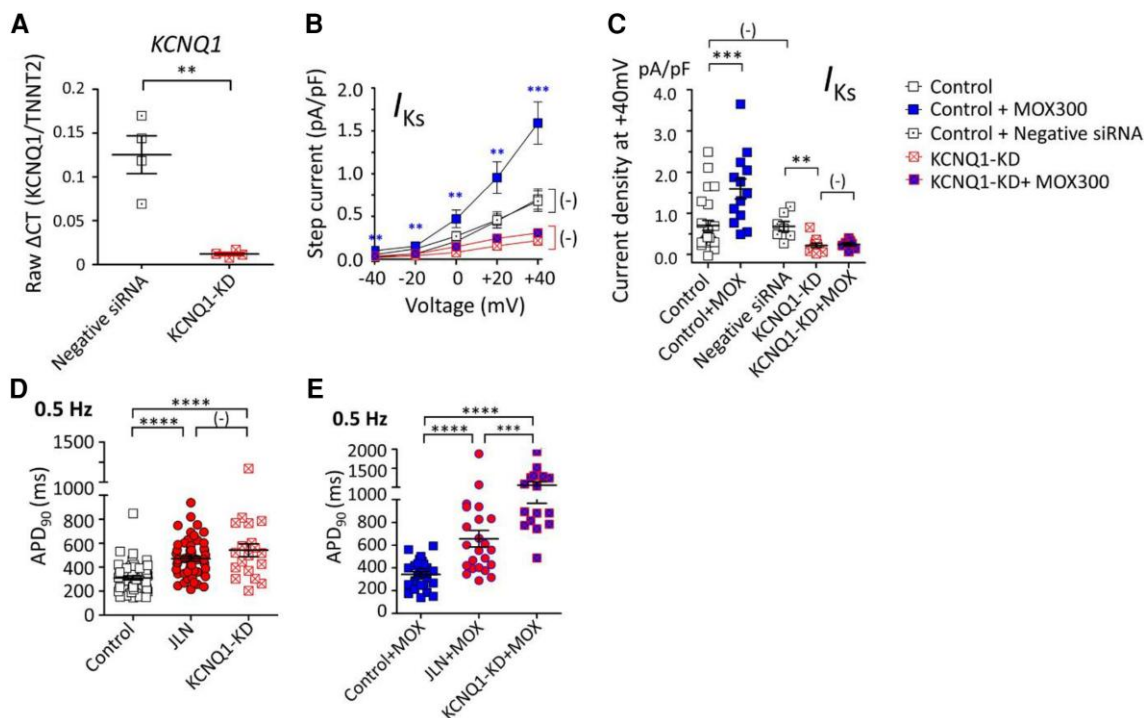 A
KCNQ1
**
Raw ΔCT (KCNQ1/TNNT2)
0.2
0.15
0.1
0.05
0
Negative siRNA
KCNQ1-KD
B
Step current (pA/pF)
IKs
2.0
1.5
1.0
0.5
0.0
**
**
**
**
***
(-)
(-)
-40
-20
0
+20
+40
Voltage (mV)
C
(-)
***
pA/pF
IKs
Current density at +40mV
4.0
3.0
2.0
1.0
0.0
**
(-)
Control
Control+MOX
Negative siRNA
KCNQ1-KD
KCNQ1-KD+MOX
Control
Control + MOX300
Control + Negative siRNA
KCNQ1-KD
KCNQ1-KD+ MOX300
D
0.5 Hz
****
****
(-)
APD90 (ms)
1500
1000
800
600
400
200
0
Control
JLN
KCNQ1-KD
E
0.5 Hz
****
****
***
APD90 (ms)
2000
1500
1000
800
600
400
200
0
Control+MOX
JLN+MOX
KCNQ1-KD+MOX